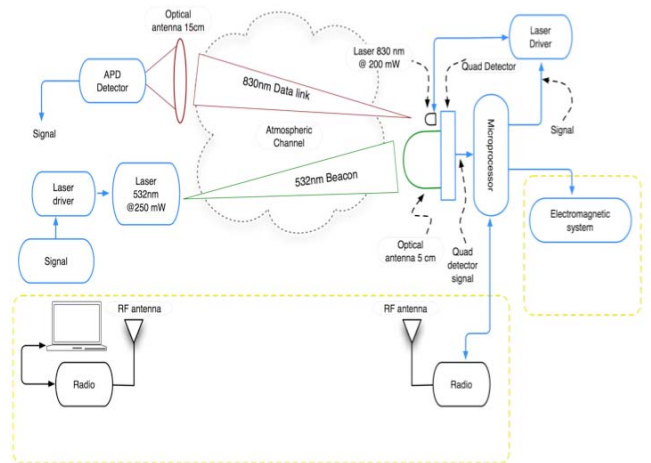 Optical
antenna 15cm
APD
Detector
Signal
830nm Data link
Atmospheric
Channel
532nm Beacon
Laser 830 nm
@ 200 mW
Quad Detector
Laser
Driver
Signal
Microprocessor
Electromagnetic
system
Optical
antenna 5 cm
Quad
detector
signal
Laser
driver
Laser
532nm
@250 mW
Signal
RF antenna
Radio
RF antenna
Radio